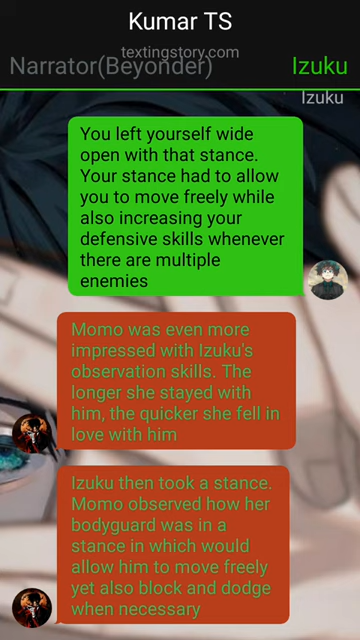 Kumar TS
textingstory.com
Narrator(Beyonder)
Izuku
Izuku
You left yourself wide
open with that stance.
Your stance had to allow
you to move freely while
also increasing your
defensive skills whenever
there are multiple
enemies
Momo was even more
impressed with Izuku's
observation skills. The
longer she stayed with
him, the quicker she fell in
love with him
Izuku then took a stance.
Momo observed how her
bodyguard was in a
stance in which would
allow him to move freely
yet also block and dodge
when necessary